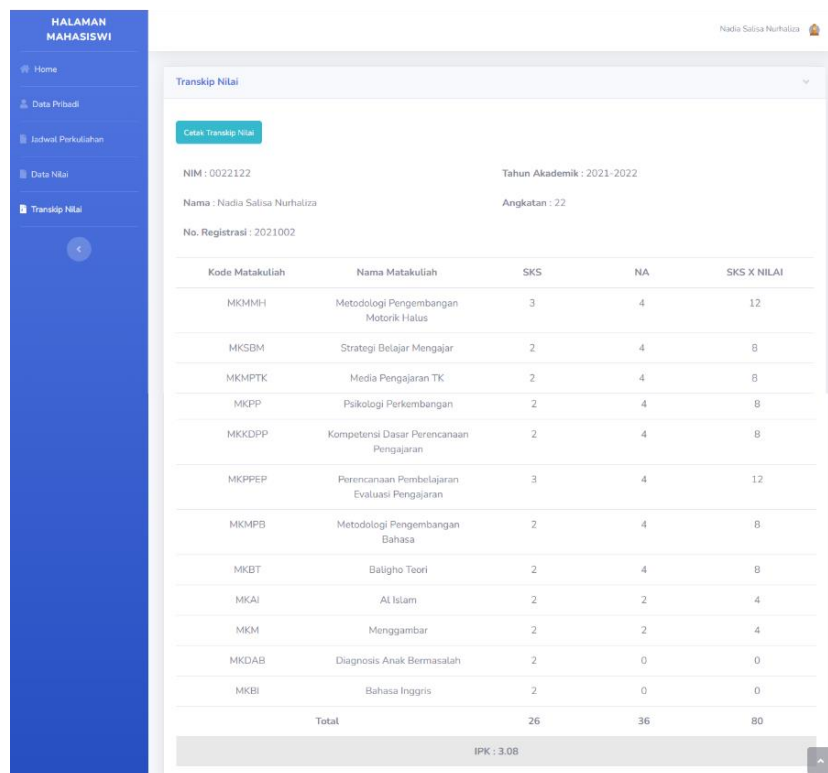 HALAMAN
MAHASISWI
Home
Data Pribadi
Jadwal Perkuliahan
Data Nilai
Transkip Nilai
Nadia Salisa Nurhaliza
Transkip Nilai
Cetak Transkip Nilai
NIM : 0022122 Tahun Akademik : 2021-2022
Nama : Nadia Salisa Nurhaliza Angkatan : 22
No. Registrasi : 2021002
Kode Matakuliah Nama Matakuliah SKS NA SKS X NILAI
MKMMH Metodologi Pengembangan 3 4 12
Motorik Halus
MKSBM Strategi Belajar Mengajar 2 4 8
MKMPTK Media Pengajaran TK 2 4 8
MKPP Psikologi Perkembangan 2 4 8
MKKDPP Kompetensi Dasar Perencanaan 2 4 8
Pengajaran
MKPPEP Perencanaan Pembelajaran 3 4 12
Evaluasi Pengajaran
MKMPB Metodologi Pengembangan 2 4 8
Bahasa
MKBT Baligho Teori 2 4 8
MKAI Al Islam 2 2 4
MKM Menggambar 2 2 4
MKDAB Diagnosis Anak Bermasalah 2 0 0
MKBI Bahasa Inggris 2 0 0
Total 26 36 80
IPK : 3.08